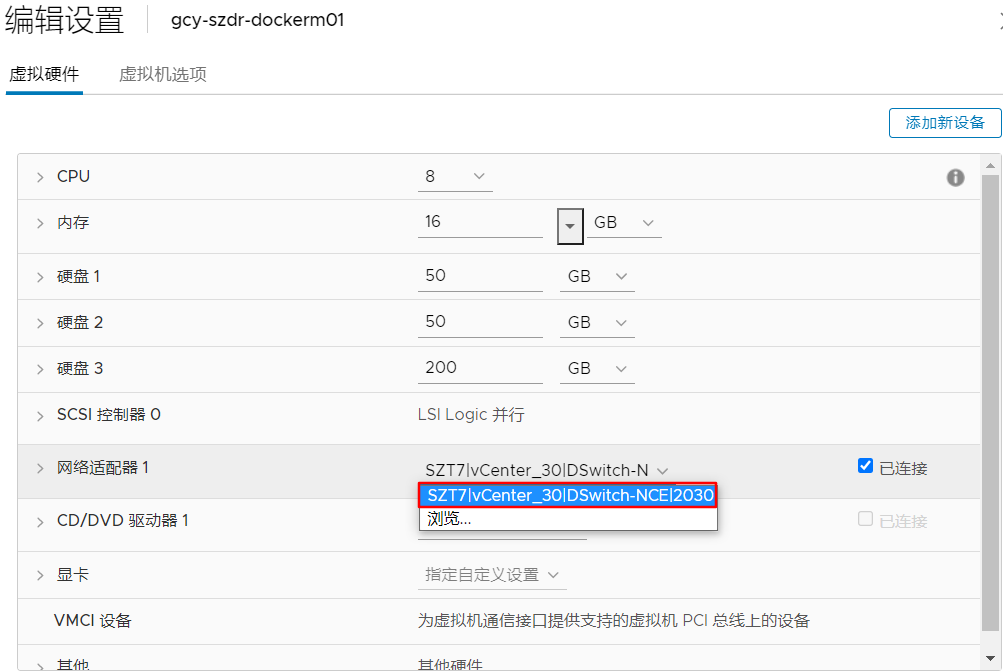 编辑设置 gcy-szdr-dockerm01
虚拟硬件 虚拟机选项
添加新设备
CPU 8
内存 16 GB
硬盘 1 50 GB
硬盘 2 50 GB
硬盘 3 200 GB
SCSI 控制器 0 LSI Logic 并行
网络适配器 1 SZT7|vCenter_30|DSwitch-N 已连接
SZT7|vCenter_30|DSwitch-NCE|2030
浏览...
CD/DVD 驱动器 1 已连接
显卡 指定自定义设置
VMCI 设备 为虚拟机通信接口提供支持的虚拟机 PCI 总线上的设备
其他 其他硬件